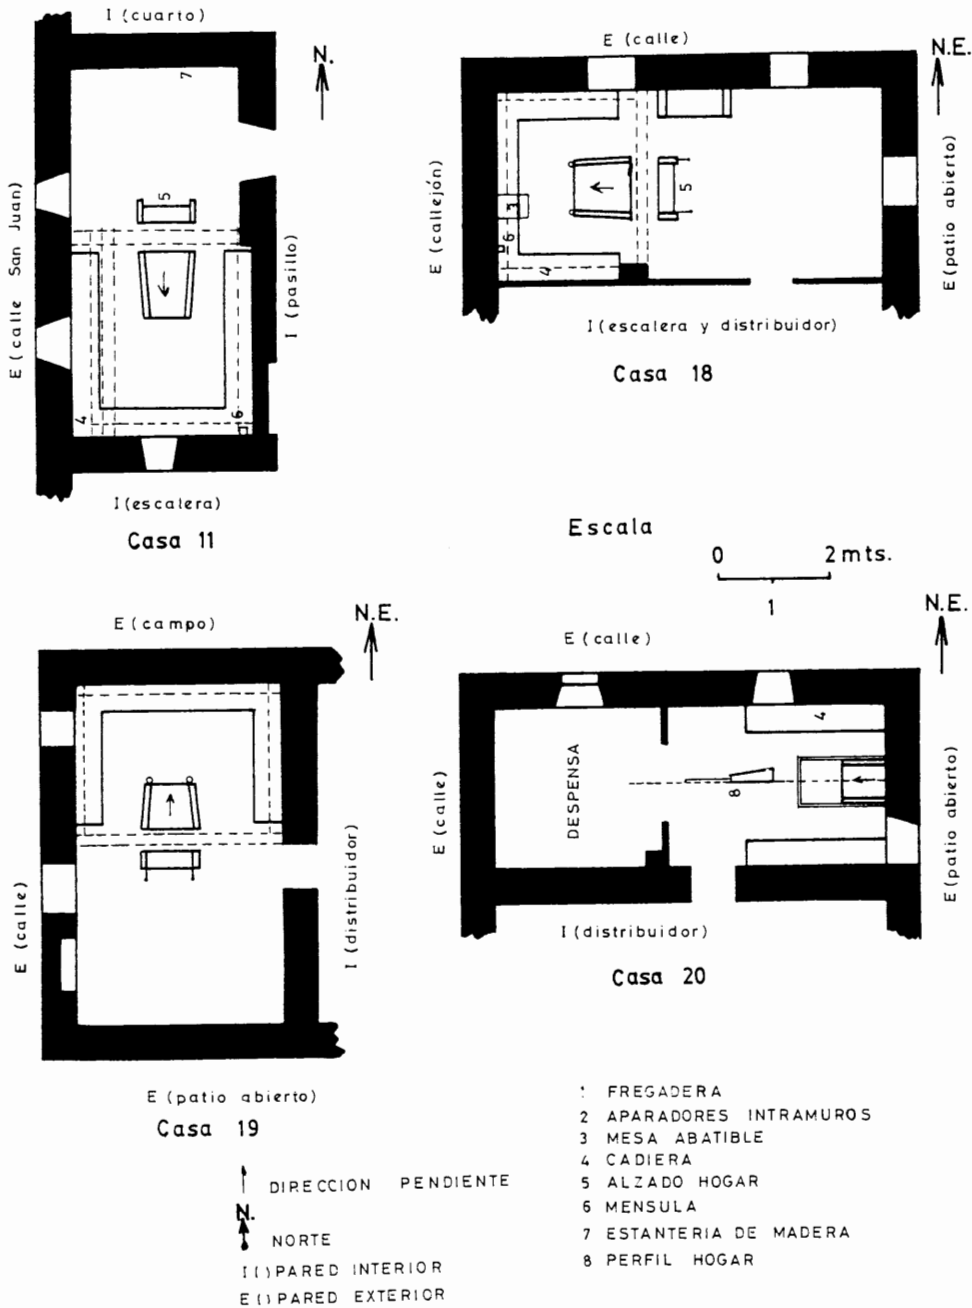 I (cuarto)
N.
7
5
E (calle San Juan)
I (pasillo)
4
6
I (escalera)
Casa 11
E (calle)
N.E.
E (callejón)
3
5
6
4
E (patio abierto)
I (escalera y distribuidor)
Casa 18
Escala
0 2 mts.
1
E (campo)
N.E.
E (calle)
I (distribuidor)
E (patio abierto)
Casa 19
E (calle)
N.E.
E (calle)
DESPENSA
4
8
E (patio abierto)
I (distribuidor)
Casa 20
DIRECCION PENDIENTE
N.
NORTE
I () PARED INTERIOR
E () PARED EXTERIOR
1 FREGADERA
2 APARADORES INTRAMUROS
3 MESA ABATIBLE
4 CADIERA
5 ALZADO HOGAR
6 MENSULA
7 ESTANTERIA DE MADERA
8 PERFIL HOGAR